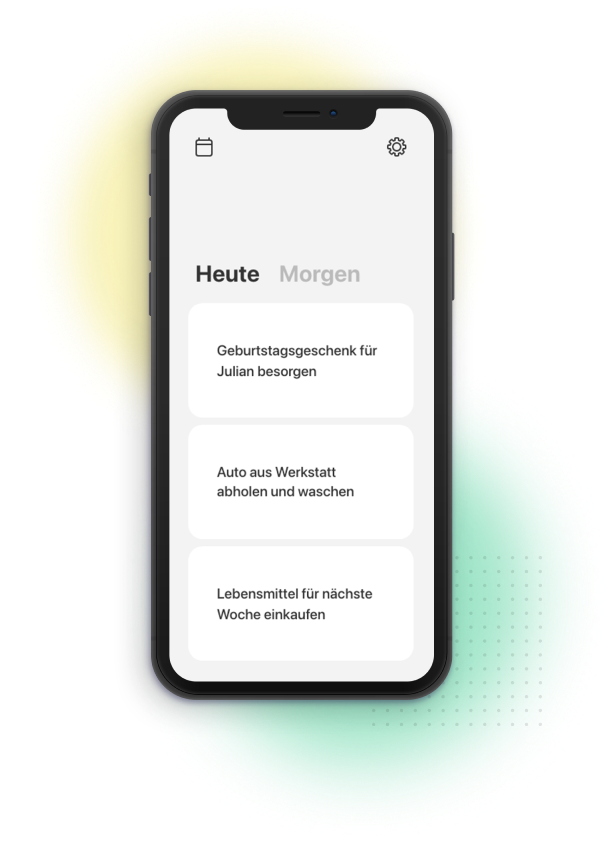 Heute Morgen
Geburtstagsgeschenk für
Julian besorgen
Auto aus Werkstatt
abholen und waschen
Lebensmittel für nächste
Woche einkaufen